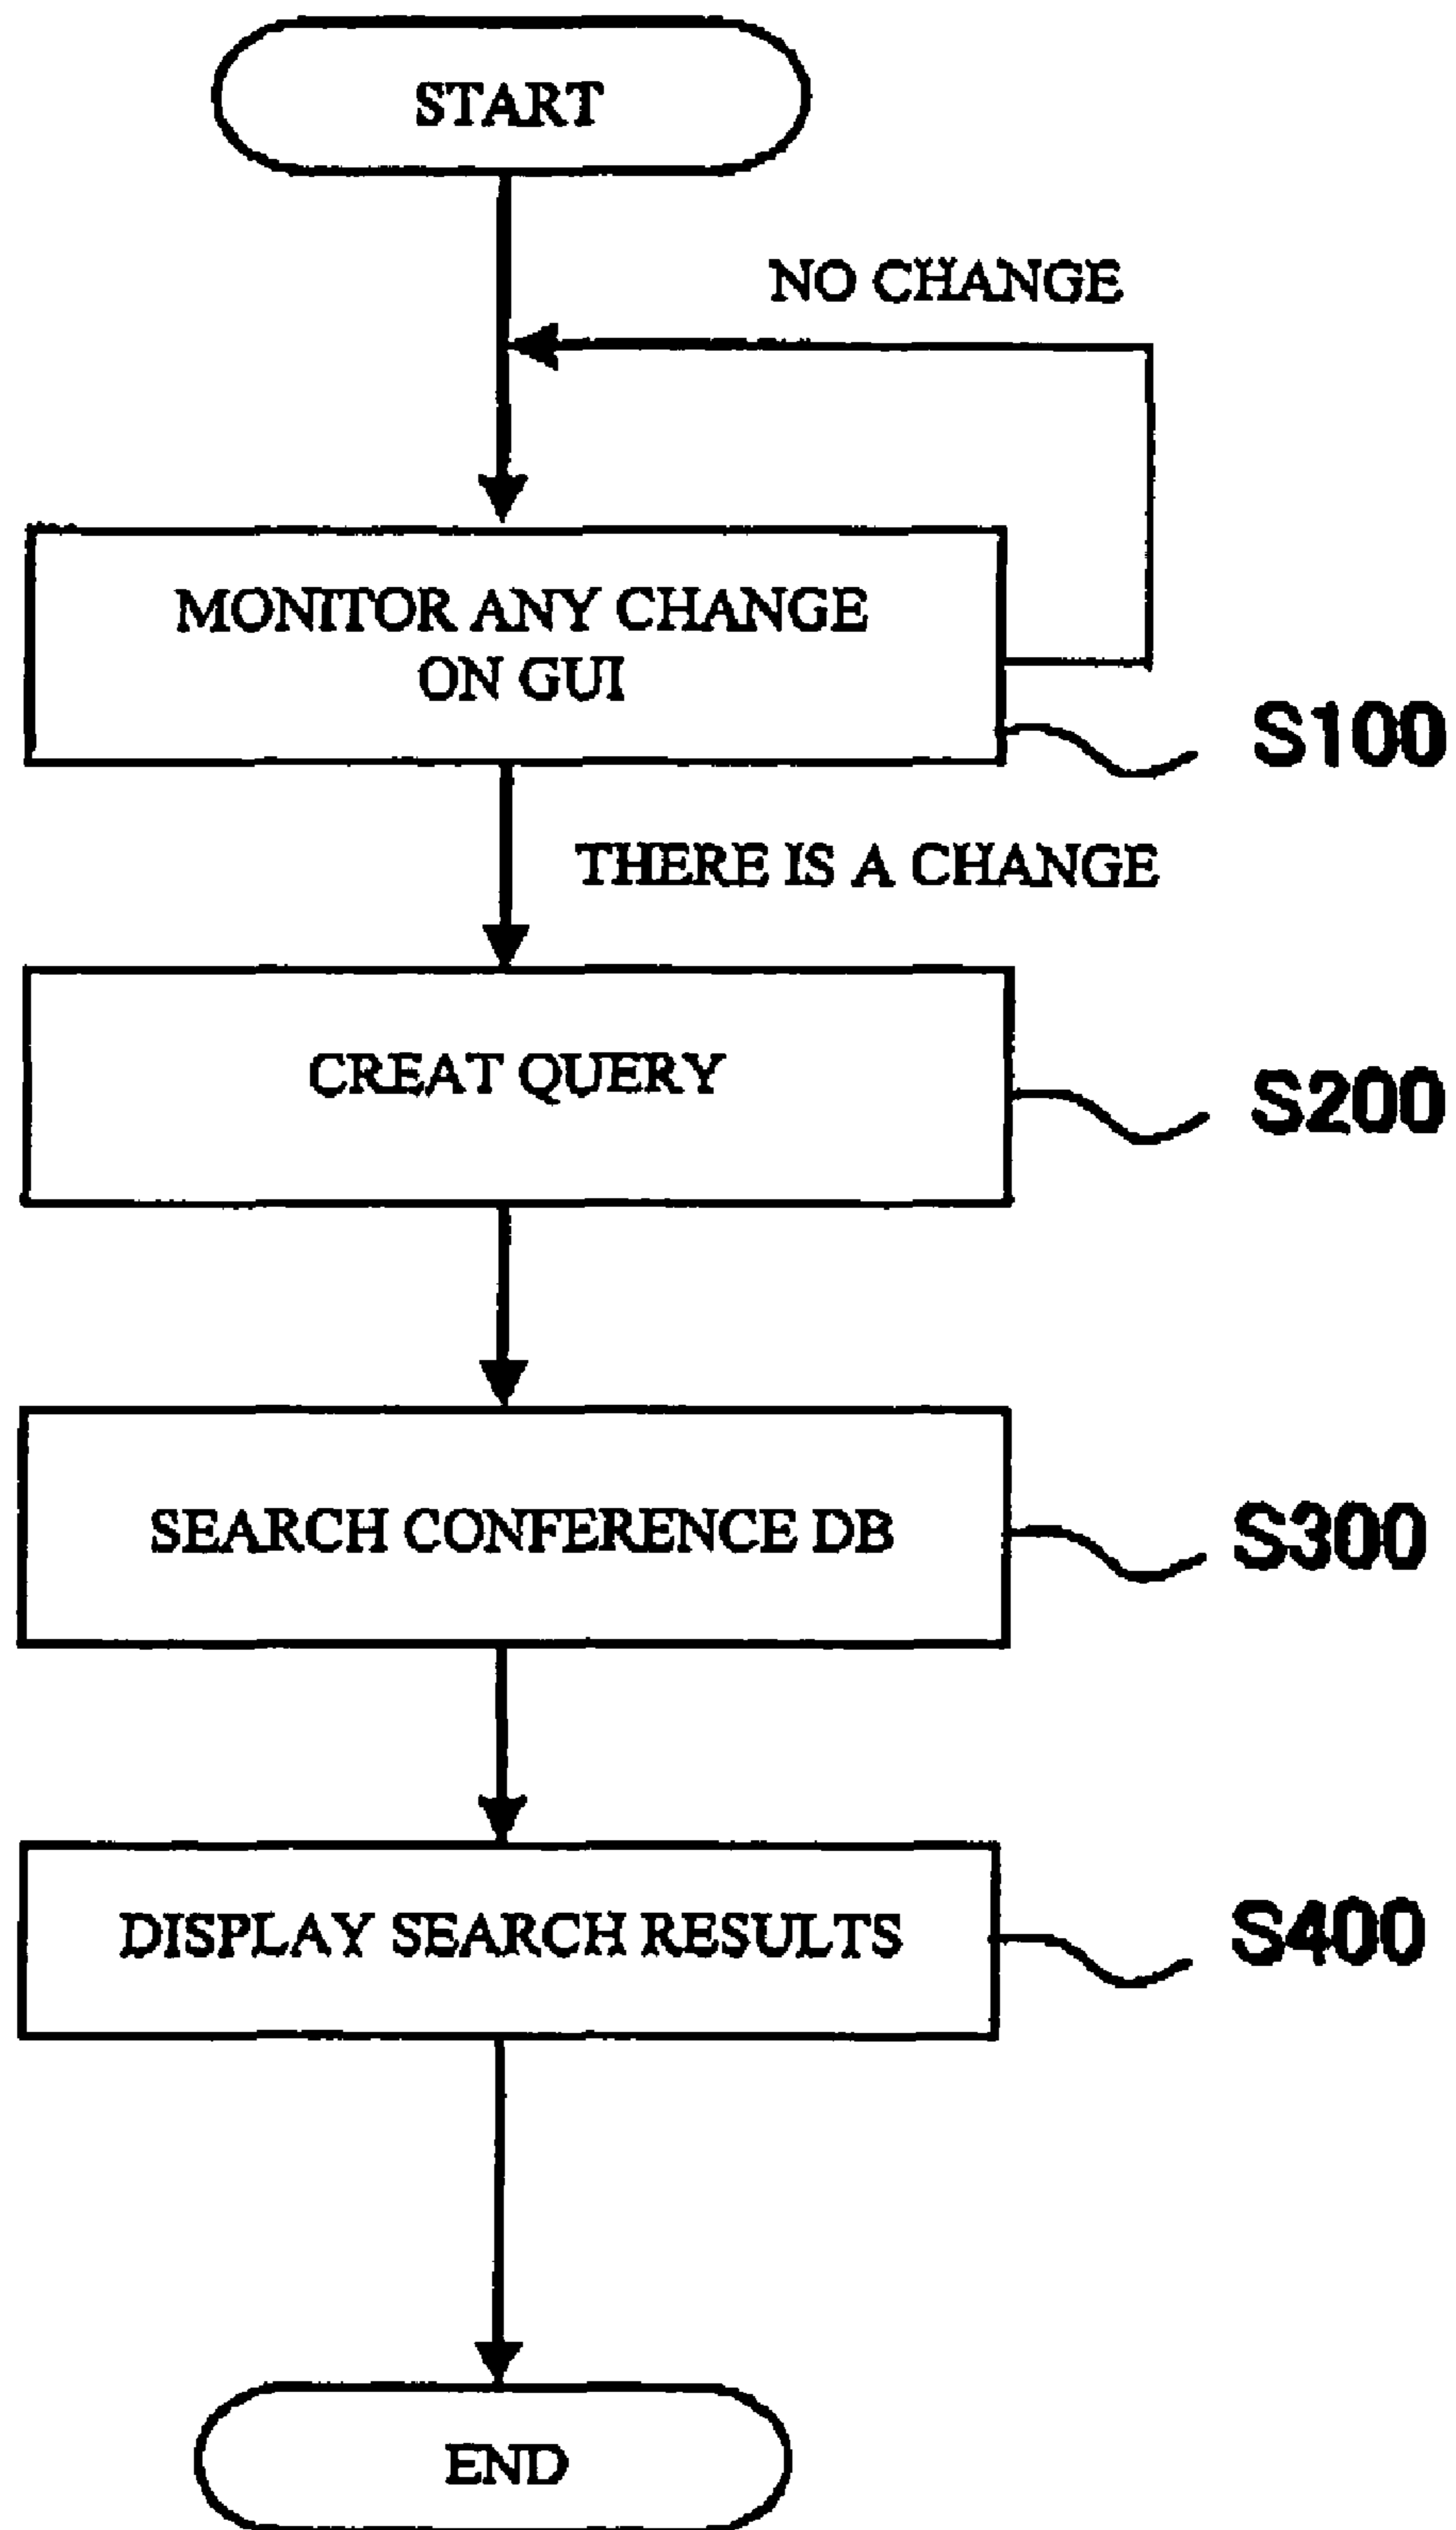 START
NO CHANGE
MONITOR ANY CHANGE
ON GUI
S100
THERE IS A CHANGE
CREAT QUERY
S200
SEARCH CONFERENCE DB
S300
DISPLAY SEARCH RESULTS
S400
END